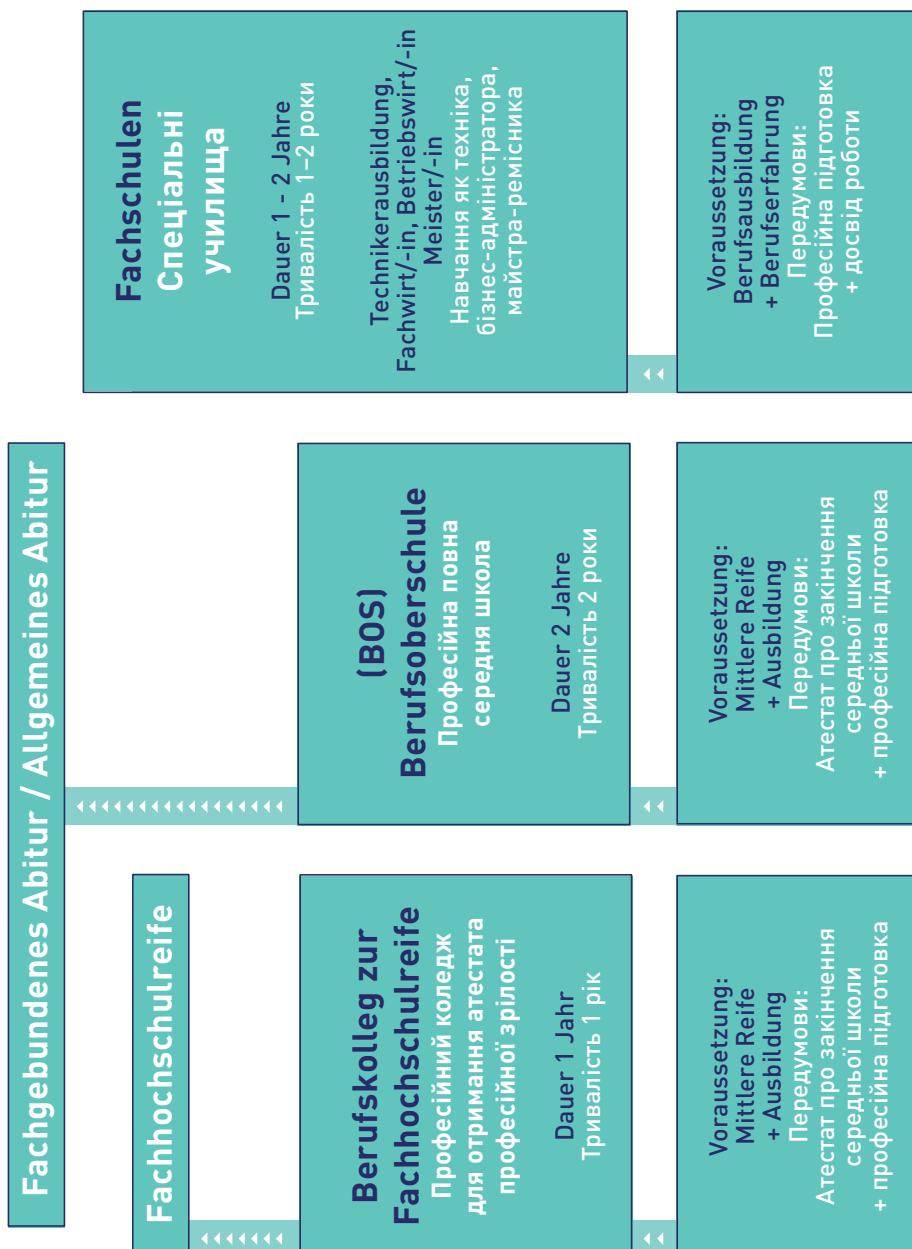 Fachgebundenes Abitur / Allgemeines Abitur
Fachhochschulreife
Berufskolleg zur
Fachhochschulreife
Професійний коледж
для отримання атестата
професійної зрілості
Dauer 1 Jahr
Тривалість 1 рік
Voraussetzung:
Mittlere Reife
+ Ausbildung
Передумови:
Атестат про закінчення
середньої школи
+ професійна підготовка
(BOS)
Berufsoberschule
Професійна повна
середня школа
Dauer 2 Jahre
Тривалість 2 роки
Voraussetzung:
Mittlere Reife
+ Ausbildung
Передумови:
Атестат про закінчення
середньої школи
+ професійна підготовка
Fachschulen
Спеціальні
училища
Dauer 1 - 2 Jahre
Тривалість 1–2 роки
Technikerausbildung,
Fachwirt/-in, Betriebswirt/-in
Meister/-in
Навчання як техніка,
бізнес-адміністратора,
майстра-ремісника
Voraussetzung:
Berufsausbildung
+ Berufserfahrung
Передумови:
Професійна підготовка
+ досвід роботи